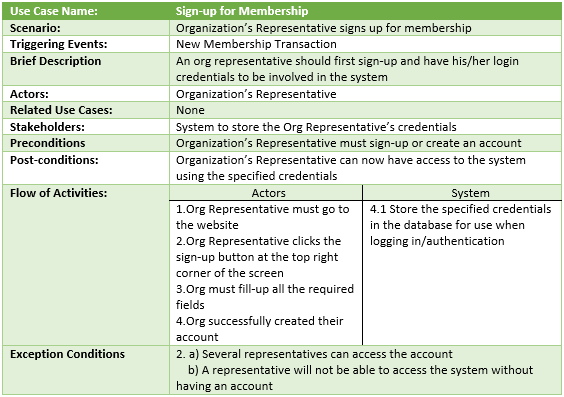 Use Case Name: Sign-up for Membership
Scenario: Organization's Representative signs up for membership
Triggering Events: New Membership Transaction
Brief Description An org representative should first sign-up and have his/her login
credentials to be involved in the system
Actors: Organization's Representative
Related Use Cases: None
Stakeholders: System to store the Org Representative's credentials
Preconditions Organization's Representative must sign-up or create an account
Post-conditions: Organization's Representative can now have access to the system
using the specified credentials
Flow of Activities: Actors System
1.Org Representative must go to
the website
2.Org Representative clicks the
sign-up button at the top right
corner of the screen
3.Org must fill-up all the required
fields
4.Org successfully created their
account
4.1 Store the specified credentials
in the database for use when
logging in/authentication
Exception Conditions 2. a) Several representatives can access the account
b) A representative will not be able to access the system without
having an account